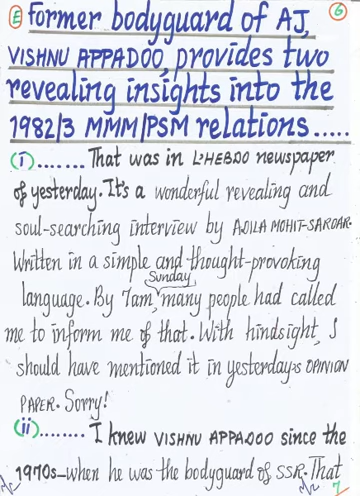 E Former bodyguard of AJ, 6
VISHNU APPADOO, provides two
revealing insights into the
1982/3 MMM/PSM relations.....
(i)....... That was in L'HEBDO newspaper
of yesterday. It's a wonderful revealing and
soul-searching interview by ADILA MOHIT-SAROAR.
Written in a simple and thought-provoking
Sunday
language. By 7am, many people had called
me to inform me of that. With hindsight, I
should have mentioned it in yesterday's OPINION
PAPER. Sorry!
(ii)........ I knew VISHNU APPADOO since the
1970s-when he was the bodyguard of SSR. That
7